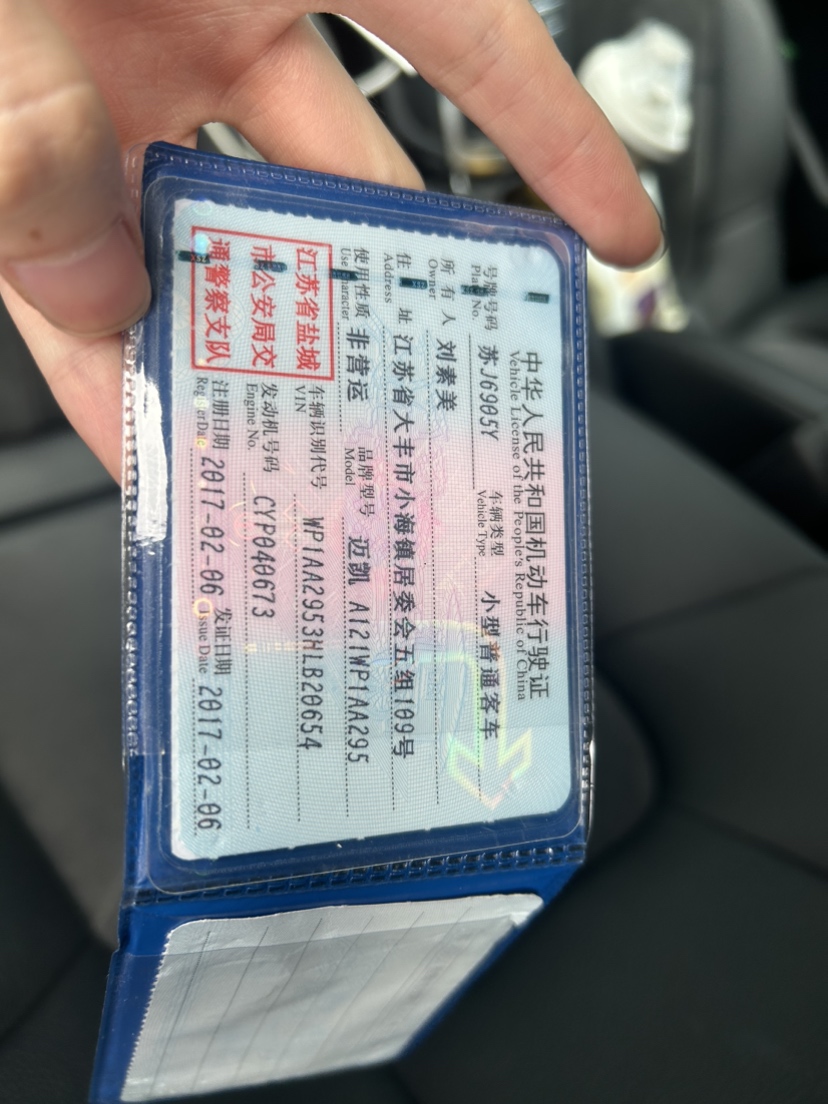 中华人民共和国机动车行驶证
Vehicle License of the People's Republic of China
号牌号码 苏J6905Y 车辆类型 小型普通客车
Plate No. Vehicle Type
所有人 刘素美
Owner
住址 江苏省大丰市小海镇居委会五组109号
Address
使用性质 非营运 品牌型号 迈凯 A121WP1AA295
Use Character Model
江苏省盐城
市公安局交
通警察支队
车辆识别代号 WP1AA2953HLB20654
VIN
发动机号码 CYP040673
Engine No.
注册日期 2017-02-06 发证日期 2017-02-06
Register Date Issue Date